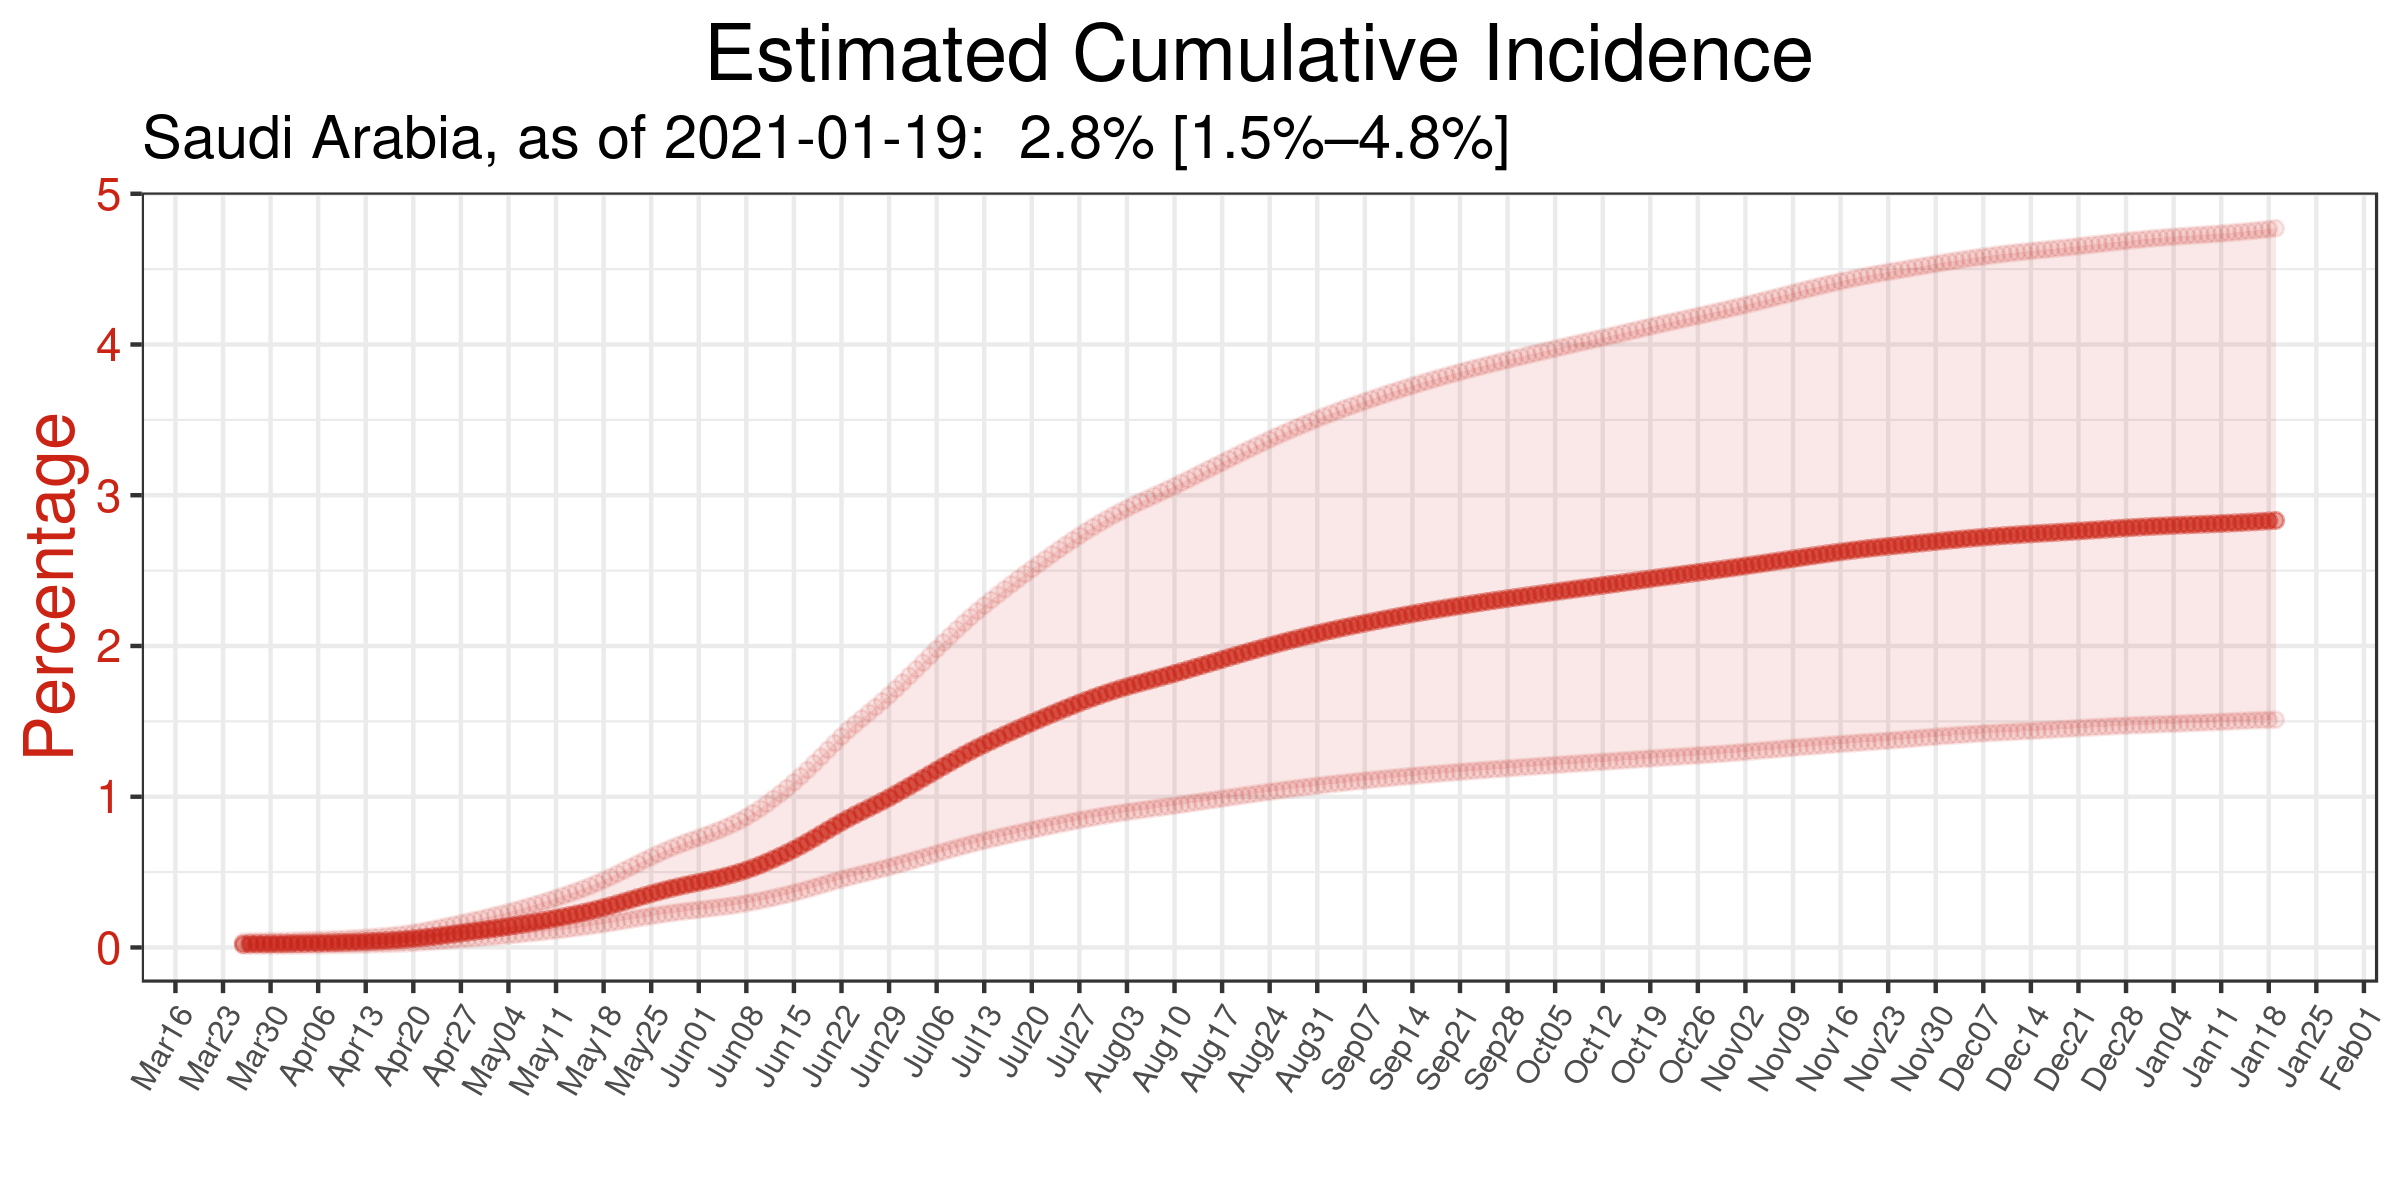 Estimated Cumulative Incidence
Saudi Arabia, as of 2021-01-19:  2.8% [1.5%–4.8%]
Percentage
5
4
3
2
1
0
Mar16
Mar23
Mar30
Apr06
Apr13
Apr20
Apr27
May04
May11
May18
May25
Jun01
Jun08
Jun15
Jun22
Jun29
Jul06
Jul13
Jul20
Jul27
Aug03
Aug10
Aug17
Aug24
Aug31
Sep07
Sep14
Sep21
Sep28
Oct05
Oct12
Oct19
Oct26
Nov02
Nov09
Nov16
Nov23
Nov30
Dec07
Dec14
Dec21
Dec28
Jan04
Jan11
Jan18
Jan25
Feb01